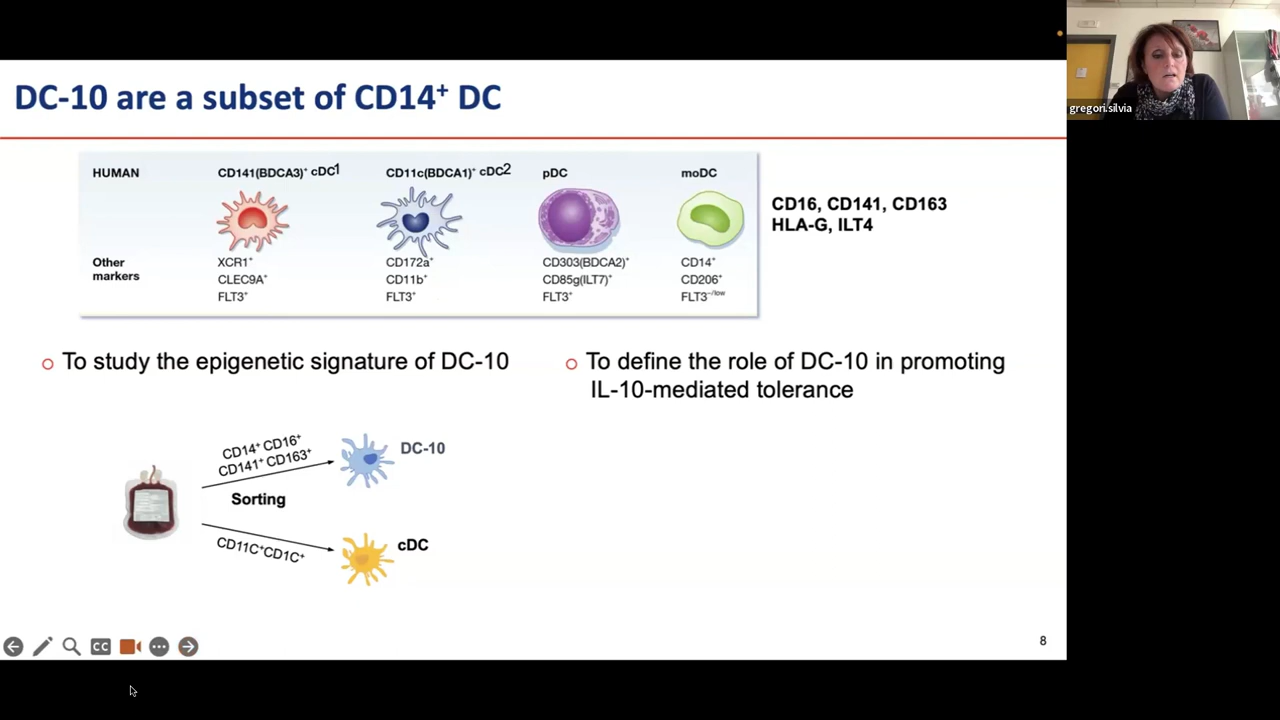 DC-10 are a subset of CD14⁺ DC
gregori.silvia
HUMAN
CD141(BDCA3)⁺ cDC1
CD11c(BDCA1)⁺ cDC2
pDC
moDC
CD16, CD141, CD163
HLA-G, ILT4
Other
markers
XCR1⁺
CLEC9A⁺
FLT3⁺
CD172a⁺
CD11b⁺
FLT3⁺
CD303(BDCA2)⁺
CD85g(ILT7)⁺
FLT3⁺
CD14⁺
CD206⁺
FLT3⁻/low
To study the epigenetic signature of DC-10
To define the role of DC-10 in promoting
IL-10-mediated tolerance
CD14⁺ CD16⁺
CD141⁺ CD163⁺
DC-10
Sorting
CD11C⁺CD1C⁺
cDC
CC
8